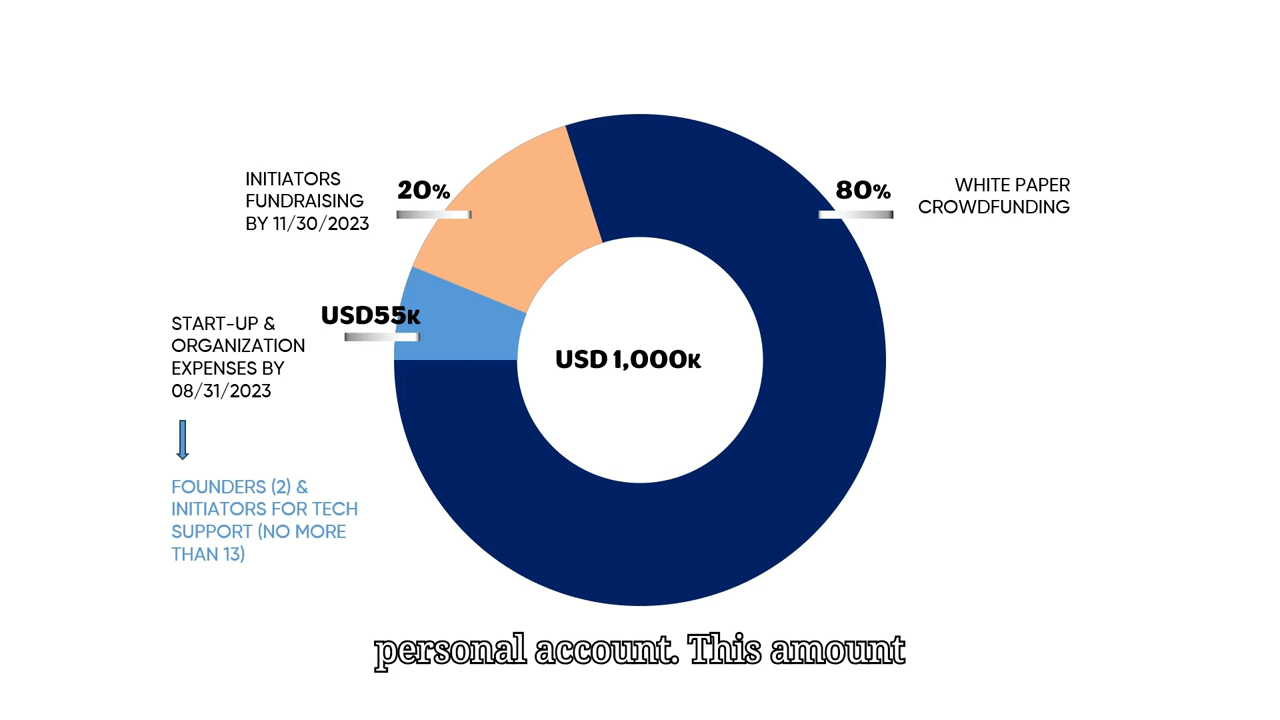 INITIATORS
FUNDRAISING
BY 11/30/2023
20%
80%
WHITE PAPER
CROWDFUNDING
START-UP &
ORGANIZATION
EXPENSES BY
08/31/2023
USD55K
USD 1,000K
FOUNDERS (2) &
INITIATORS FOR TECH
SUPPORT (NO MORE
THAN 13)
personal account. This amount